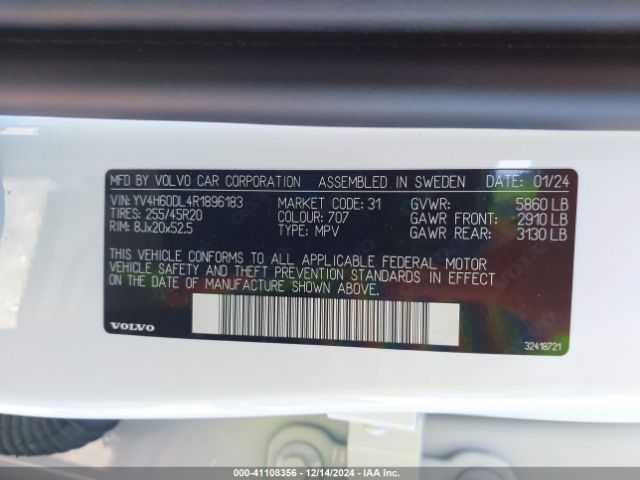 MFD BY VOLVO CAR CORPORATION ASSEMBLED IN SWEDEN DATE: 01/24
VIN: YV4H60DL4R1896183 MARKET CODE: 31 GVWR: 5860 LB
TIRES: 255/45R20 COLOUR: 707 GAWR FRONT: 2910 LB
RIM: 8Jx20x52.5 TYPE: MPV GAWR REAR: 3130 LB
THIS VEHICLE CONFORMS TO ALL APPLICABLE FEDERAL MOTOR
VEHICLE SAFETY AND THEFT PREVENTION STANDARDS IN EFFECT
ON THE DATE OF MANUFACTURE SHOWN ABOVE.
VOLVO
32418721
000-41108356 • 12/14/2024 • IAA Inc.